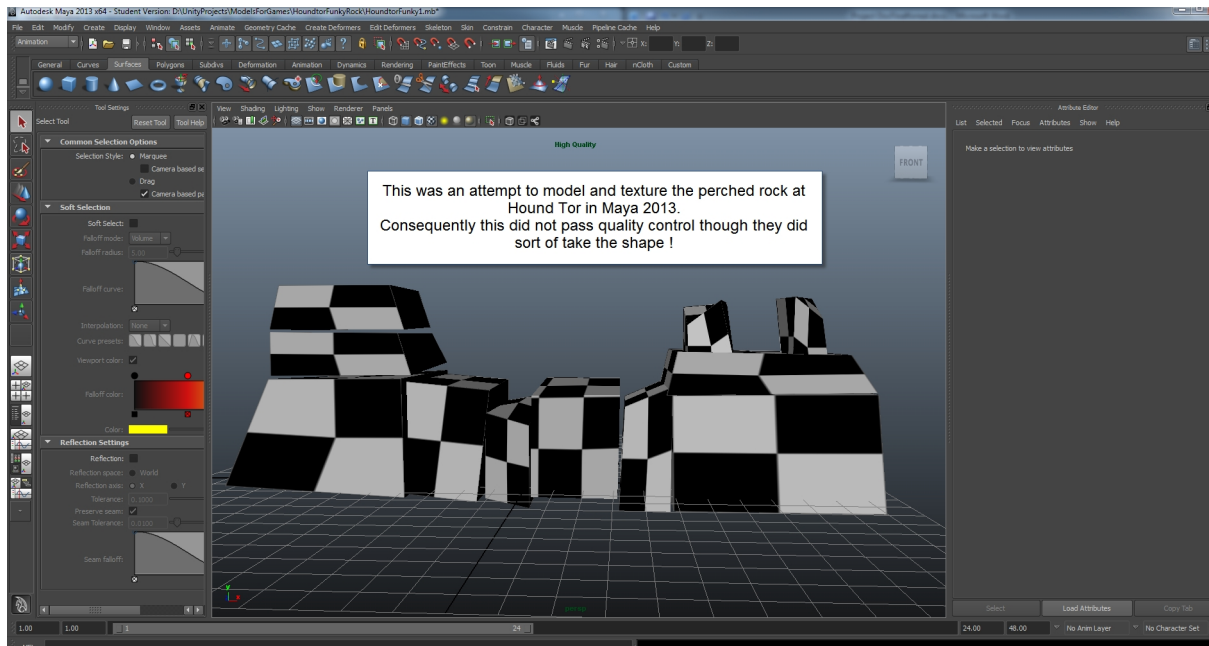 Autodesk Maya 2013 x64 - Student Version: D:\UnityProjects\ModelsForGames\HoundtorFunkyRock\HoundtorFunky1.mb*
File Edit Modify Create Display Window Assets Animate Geometry Cache Create Deformers Edit Deformers Skeleton Skin Constrain Character Muscle Pipeline Cache Help
Animation X: Y: Z:
General Curves Surfaces Polygons Subdivs Deformation Animation Dynamics Rendering PaintEffects Toon Muscle Fluids Fur Hair nCloth Custom
Tool Settings
Select Tool Reset Tool Tool Help
Common Selection Options
Selection Style: Marquee
Camera based se
Drag
Camera based pa
Soft Selection
Soft Select:
Falloff mode: Volume
Falloff radius: 5.00
Falloff curve:
Interpolation: None
Curve presets:
Viewport color:
Falloff color:
Color:
Reflection Settings
Reflection:
Reflection space: World
Reflection axis: X Y
Tolerance: 0.1000
Preserve seam:
Seam Tolerance: 0.0100
Seam falloff:
View Shading Lighting Show Renderer Panels
High Quality
FRONT
This was an attempt to model and texture the perched rock at
Hound Tor in Maya 2013.
Consequently this did not pass quality control though they did
sort of take the shape !
y
x
persp
Attribute Editor
List Selected Focus Attributes Show Help
Make a selection to view attributes
Select Load Attributes Copy Tab
1.00 1.00 1 24 24.00 48.00 No Anim Layer No Character Set